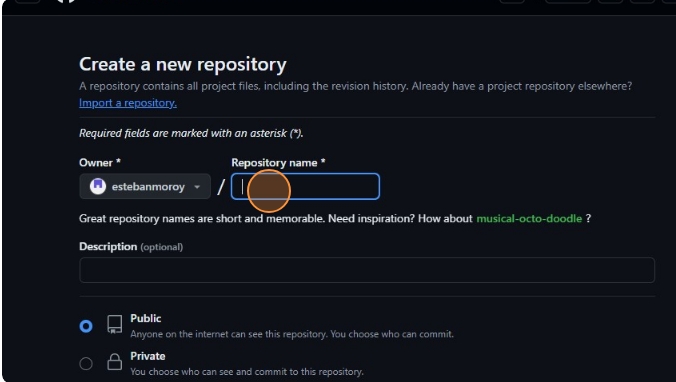 Create a new repository
A repository contains all project files, including the revision history. Already have a project repository elsewhere?
Import a repository.
Required fields are marked with an asterisk (*).
Owner * Repository name *
estebanmoroy /
Great repository names are short and memorable. Need inspiration? How about musical-octo-doodle ?
Description (optional)
Public
Anyone on the internet can see this repository. You choose who can commit.
Private
You choose who can see and commit to this repository.